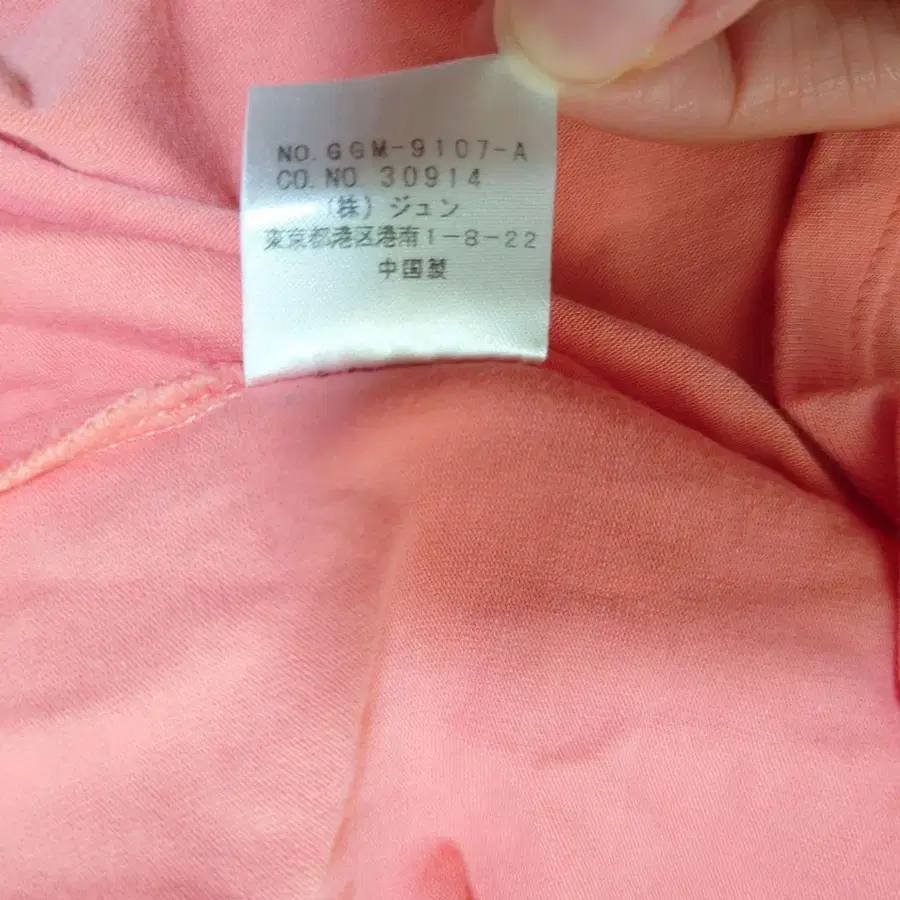 NO. GGM-9107-A
CO. NO 30914
(株) ジュン
東京都港区港南1-8-22
中国製